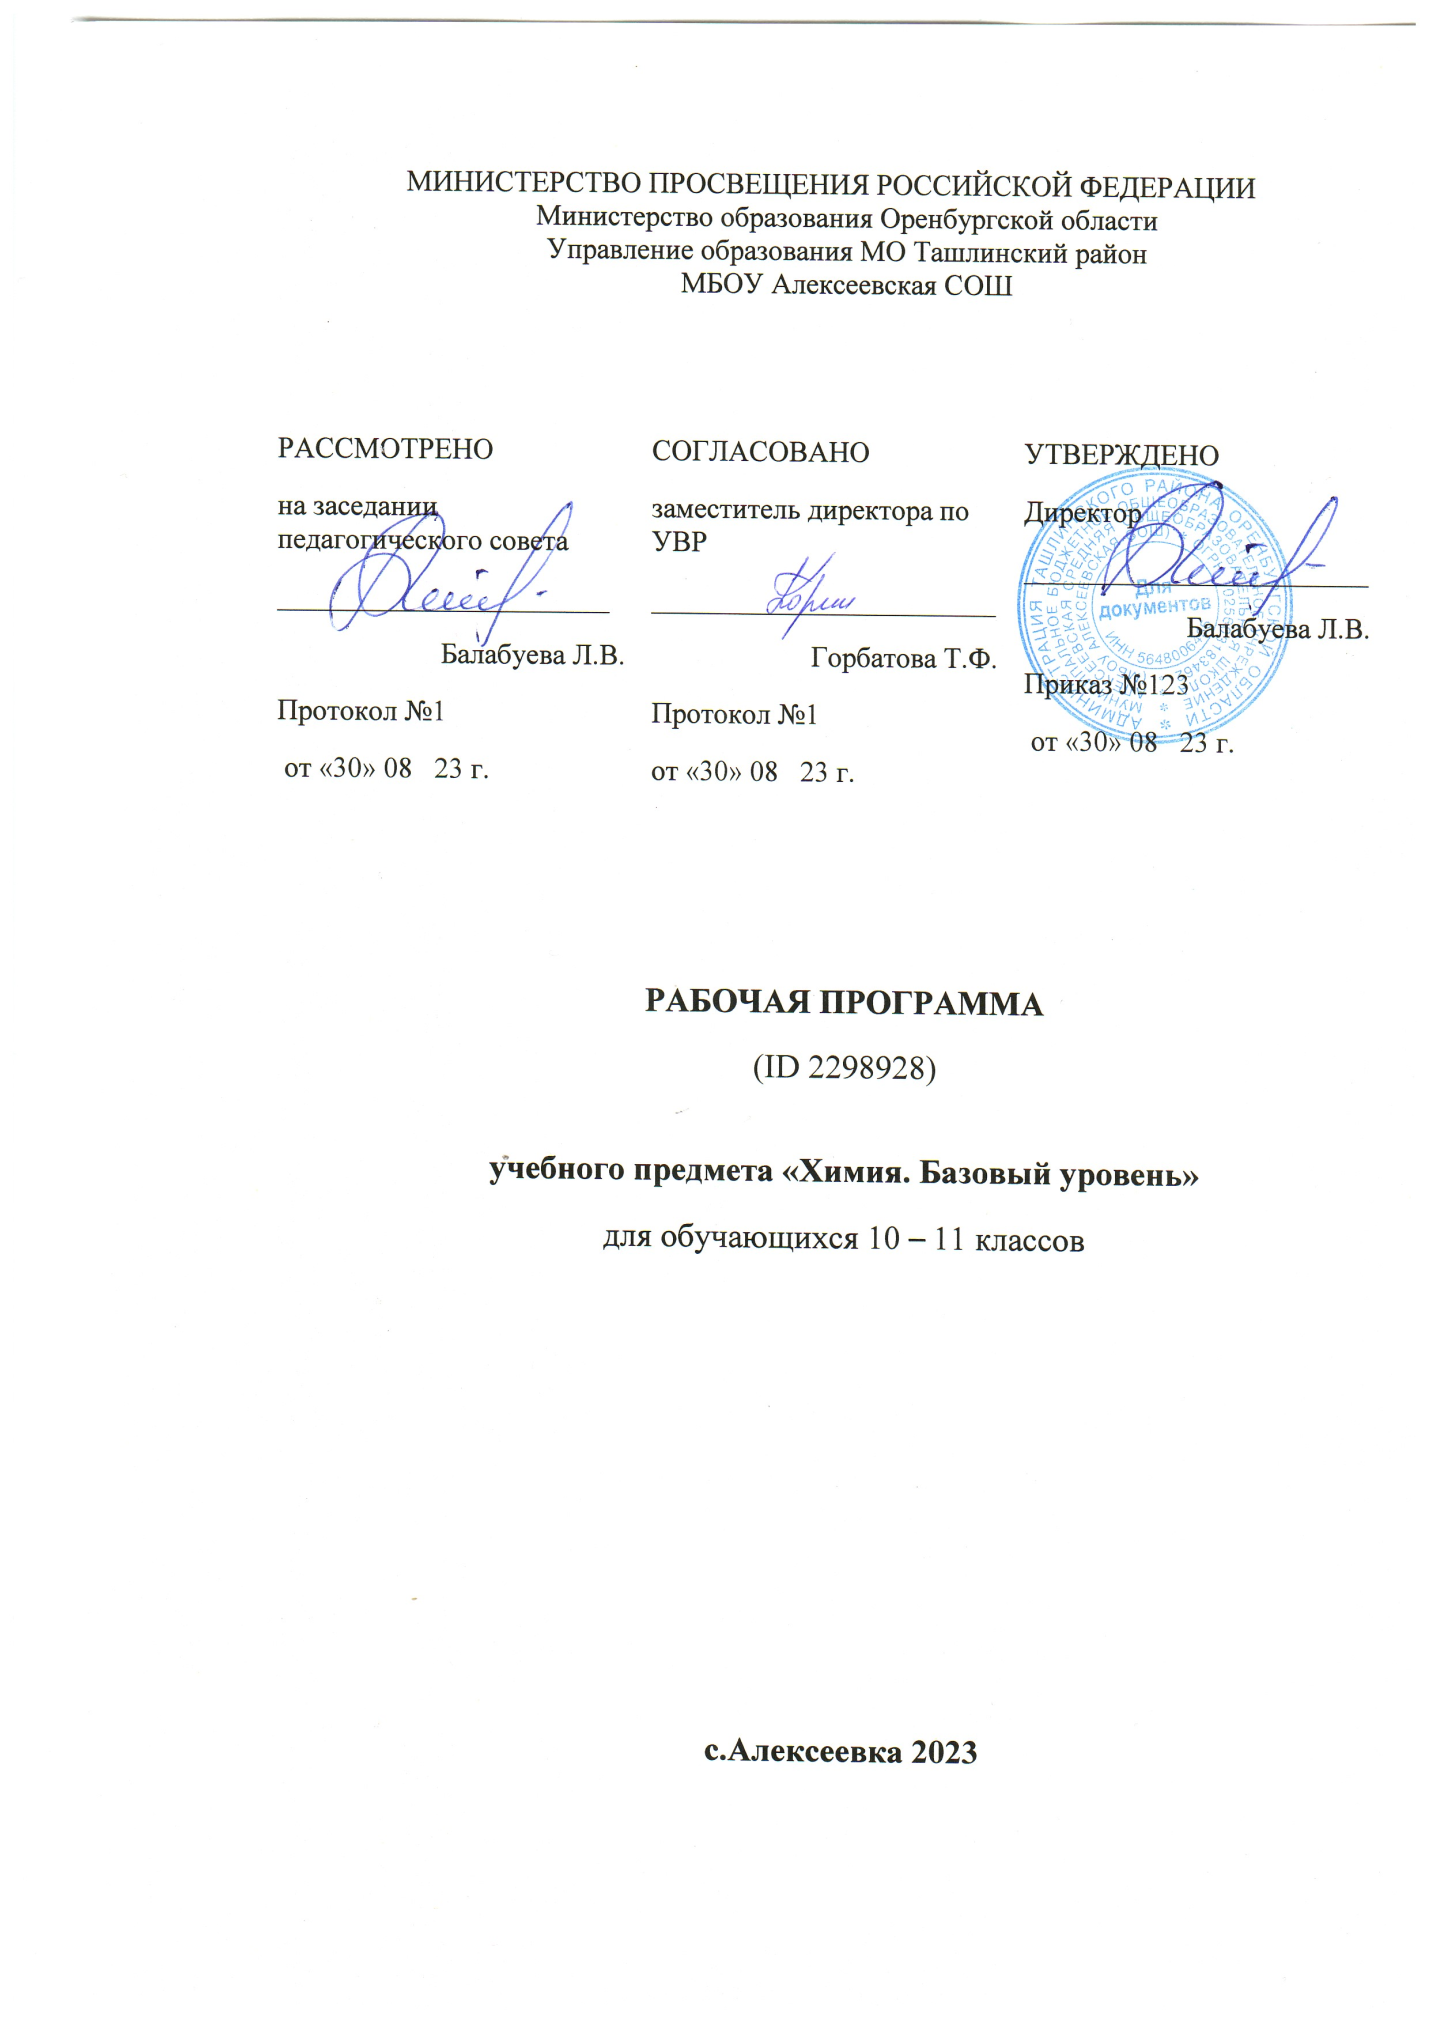 МИНИСТЕРСТВО ПРОСВЕЩЕНИЯ РОССИЙСКОЙ ФЕДЕРАЦИИ
Министерство образования Оренбургской области
Управление образования МО Ташлинский район
МБОУ Алексеевская СОШ
РАССМОТРЕНО
на заседании
педагогического совета
Балабуева Л.В.
Протокол №1
от «30» 08 23 г.
СОГЛАСОВАНО
заместитель директора по
УВР
Горбатова Т.Ф.
Протокол №1
от «30» 08 23 г.
УТВЕРЖДЕНО
Директор
Балабуева Л.В.
Приказ №123
от «30» 08 23 г.
Для
документов
РАБОЧАЯ ПРОГРАММА
(ID 2298928)
учебного предмета «Химия. Базовый уровень»
для обучающихся 10 – 11 классов
с.Алексеевка 2023